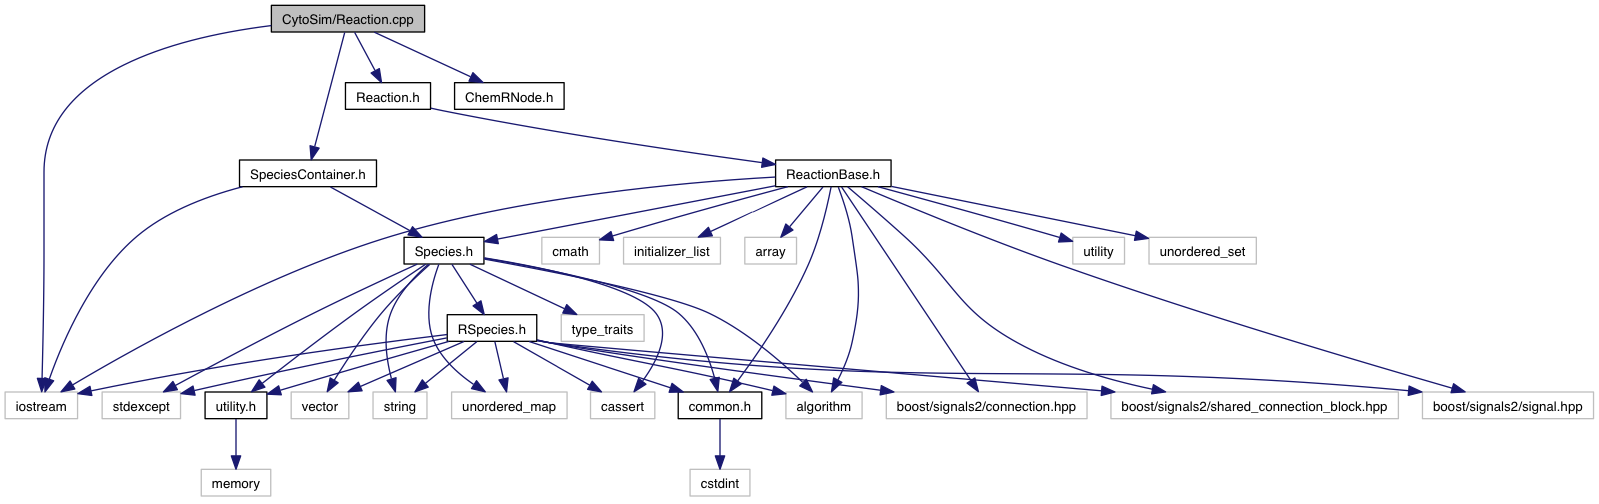 CytoSim/Reaction.cpp
Reaction.h
ChemRNode.h
SpeciesContainer.h
ReactionBase.h
Species.h
cmath
initializer_list
array
utility
unordered_set
RSpecies.h
type_traits
iostream
stdexcept
utility.h
vector
string
unordered_map
cassert
common.h
algorithm
boost/signals2/connection.hpp
boost/signals2/shared_connection_block.hpp
boost/signals2/signal.hpp
memory
cstdint